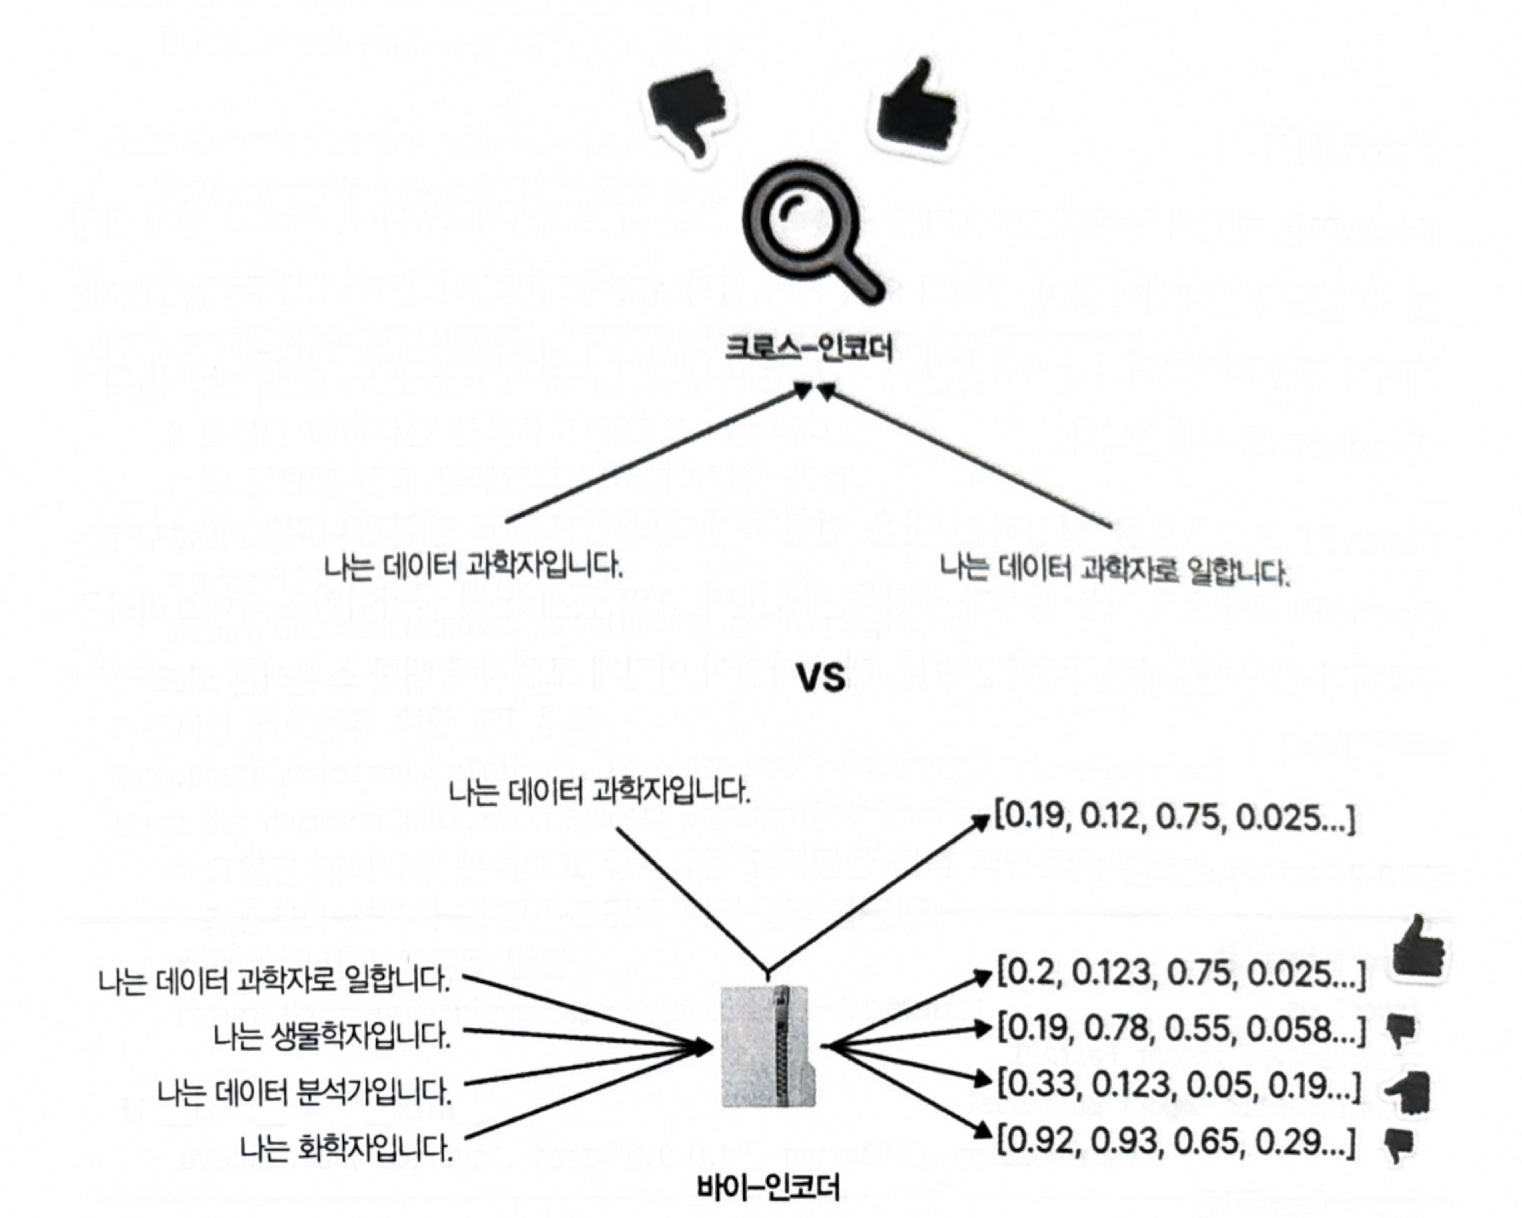 크로스-인코더
나는 데이터 과학자입니다.
나는 데이터 과학자로 일합니다.
VS
나는 데이터 과학자입니다.
[0.19, 0.12, 0.75, 0.025...]
나는 데이터 과학자로 일합니다.
나는 생물학자입니다.
나는 데이터 분석가입니다.
나는 화학자입니다.
[0.2, 0.123, 0.75, 0.025...]
[0.19, 0.78, 0.55, 0.058...]
[0.33, 0.123, 0.05, 0.19...]
[0.92, 0.93, 0.65, 0.29...]
바이-인코더